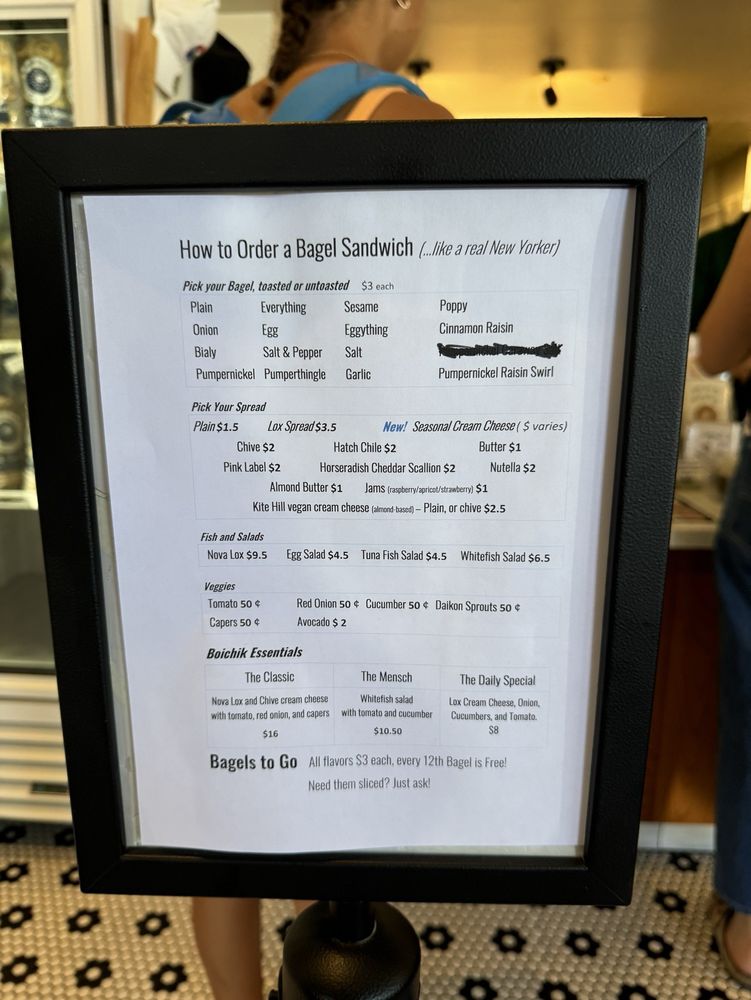 How to Order a Bagel Sandwich (...like a real New Yorker)
Pick your Bagel, toasted or untoasted $3 each
Plain Everything Sesame Poppy
Onion Egg Eggything Cinnamon Raisin
Bialy Salt & Pepper Salt
Pumpernickel Pumperthingle Garlic Pumpernickel Raisin Swirl
Pick Your Spread
Plain $1.5 Lox Spread $3.5 New! Seasonal Cream Cheese ( $ varies)
Chive $2 Hatch Chile $2 Butter $1
Pink Label $2 Horseradish Cheddar Scallion $2 Nutella $2
Almond Butter $1 Jams (raspberry/apricot/strawberry) $1
Kite Hill vegan cream cheese (almond-based) – Plain, or chive $2.5
Fish and Salads
Nova Lox $9.5 Egg Salad $4.5 Tuna Fish Salad $4.5 Whitefish Salad $6.5
Veggies
Tomato 50 ¢ Red Onion 50 ¢ Cucumber 50 ¢ Daikon Sprouts 50 ¢
Capers 50 ¢ Avocado $ 2
Boichik Essentials
The Classic The Mensch The Daily Special
Nova Lox and Chive cream cheese Whitefish salad Lox Cream Cheese, Onion,
with tomato, red onion, and capers with tomato and cucumber Cucumbers, and Tomato.
$16 $10.50 $8
Bagels to Go All flavors $3 each, every 12th Bagel is Free!
Need them sliced? Just ask!